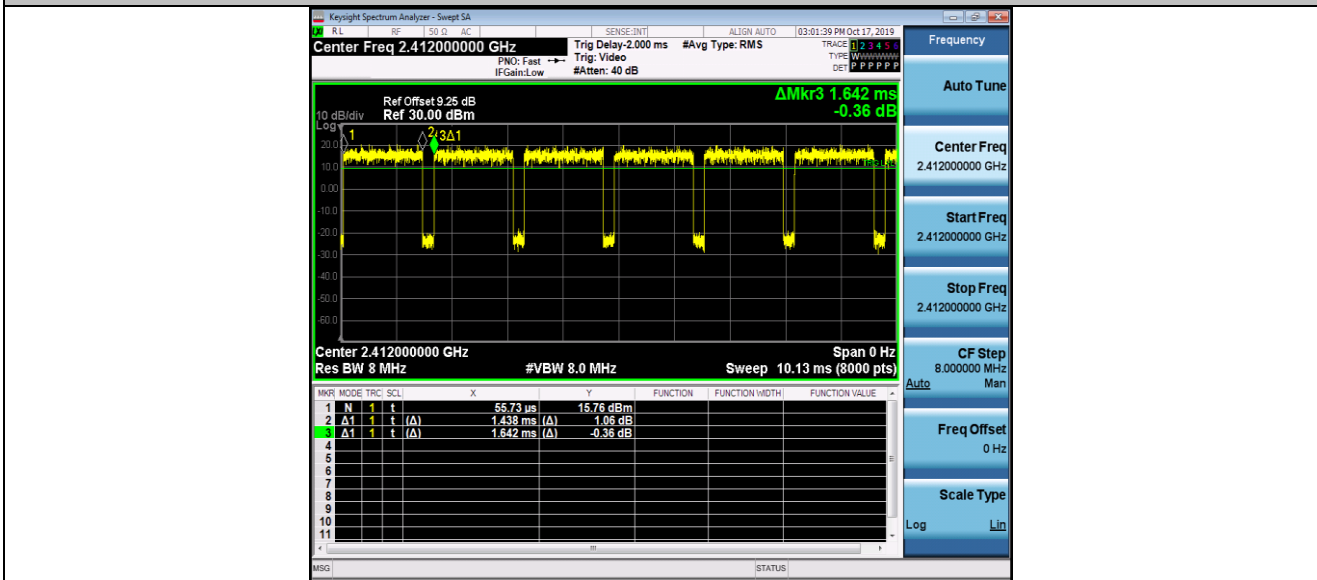 Keysight Spectrum Analyzer - Swept SA
RL RF 50 Ω AC SENSE:INT ALIGN AUTO 03:01:39 PM Oct 17, 2019
Center Freq 2.412000000 GHz
Trig Delay-2.000 ms #Avg Type: RMS
TRACE 1 2 3 4 5 6
PNO: Fast Trig: Video
TYPE WWWWWW
IFGain:Low #Atten: 40 dB
DET P P P P P P
ΔMkr3 1.642 ms
-0.36 dB
Ref Offset 9.25 dB
10 dB/div Ref 30.00 dBm
Log
1 2 3Δ1
20.0
10.0
0.00
-10.0
-20.0
-30.0
-40.0
-50.0
-60.0
Center 2.412000000 GHz Span 0 Hz
Res BW 8 MHz #VBW 8.0 MHz Sweep 10.13 ms (8000 pts)
MKR MODE TRC SCL X Y FUNCTION FUNCTION WIDTH FUNCTION VALUE
1 N 1 t 55.73 µs 15.76 dBm
2 Δ1 1 t (Δ) 1.438 ms (Δ) 1.06 dB
3 Δ1 1 t (Δ) 1.642 ms (Δ) -0.36 dB
4
5
6
7
8
9
10
11
MSG STATUS
Frequency
Auto Tune
Center Freq
2.412000000 GHz
Start Freq
2.412000000 GHz
Stop Freq
2.412000000 GHz
CF Step
8.000000 MHz
Auto Man
Freq Offset
0 Hz
Scale Type
Log Lin